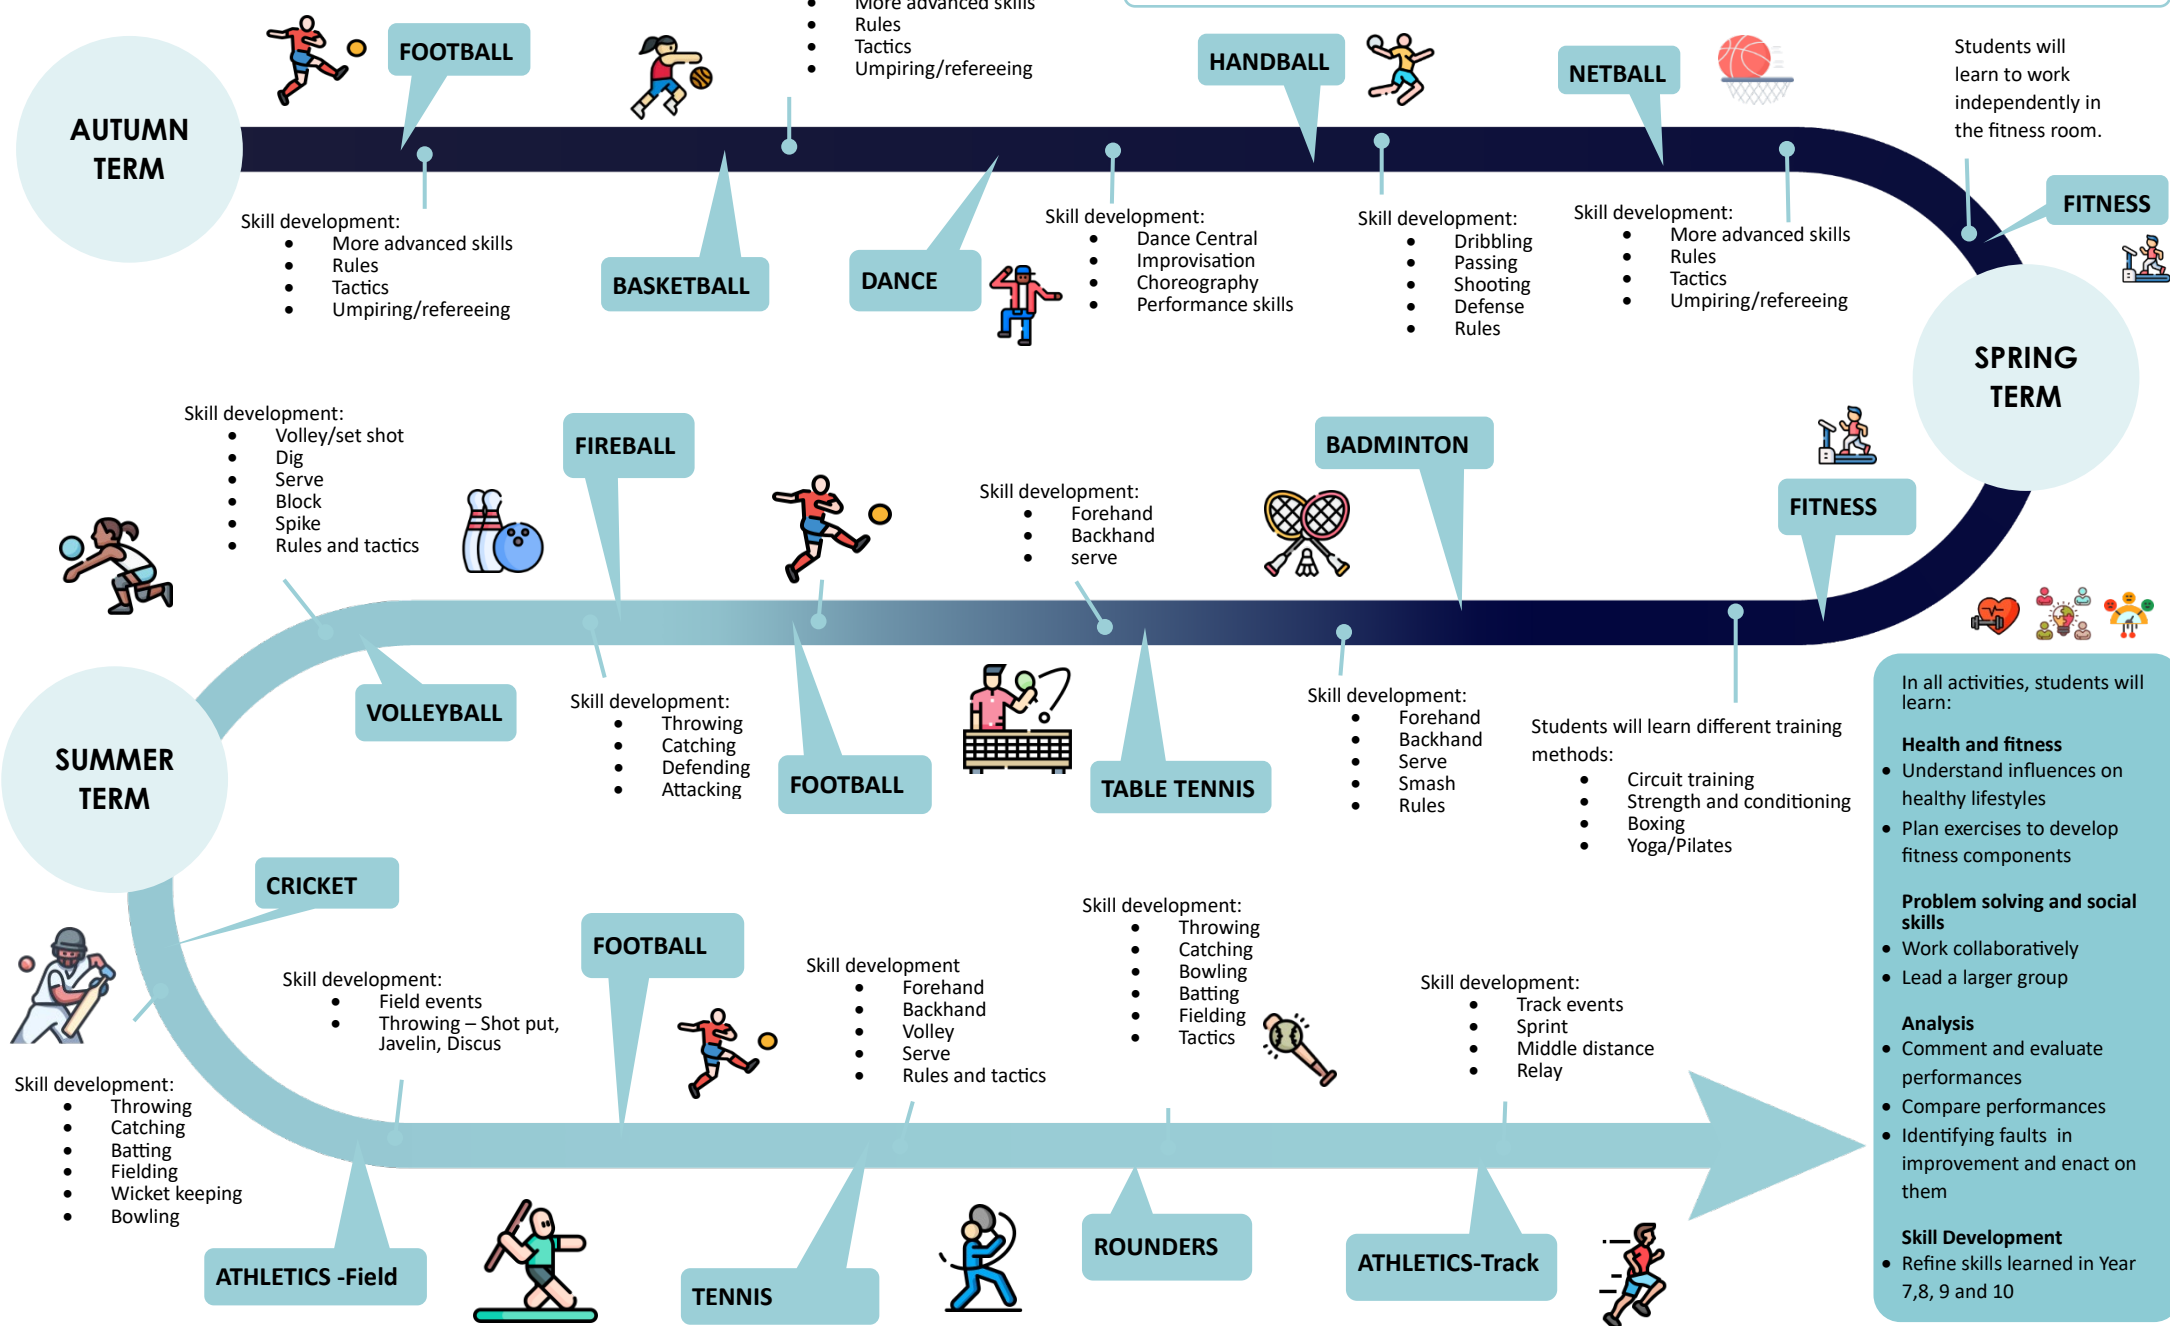 More advanced skills
Rules
Tactics
Umpiring/refereeing
FOOTBALL
HANDBALL
NETBALL
Students will
learn to work
independently in
the fitness room.
AUTUMN
TERM
FITNESS
Skill development:
More advanced skills
Rules
Tactics
Umpiring/refereeing
BASKETBALL
DANCE
Skill development:
Dance Central
Improvisation
Choreography
Performance skills
Skill development:
Dribbling
Passing
Shooting
Defense
Rules
Skill development:
More advanced skills
Rules
Tactics
Umpiring/refereeing
SPRING
TERM
Skill development:
Volley/set shot
Dig
Serve
Block
Spike
Rules and tactics
FIREBALL
Skill development:
Forehand
Backhand
serve
BADMINTON
FITNESS
VOLLEYBALL
Skill development:
Throwing
Catching
Defending
Attacking
FOOTBALL
TABLE TENNIS
Skill development:
Forehand
Backhand
Serve
Smash
Rules
Students will learn different training
methods:
Circuit training
Strength and conditioning
Boxing
Yoga/Pilates
SUMMER
TERM
CRICKET
Skill development:
Throwing
Catching
Batting
Fielding
Wicket keeping
Bowling
Skill development:
Field events
Throwing – Shot put,
Javelin, Discus
FOOTBALL
Skill development
Forehand
Backhand
Volley
Serve
Rules and tactics
Skill development:
Throwing
Catching
Bowling
Batting
Fielding
Tactics
Skill development:
Track events
Sprint
Middle distance
Relay
ATHLETICS -Field
TENNIS
ROUNDERS
ATHLETICS-Track
In all activities, students will
learn:
Health and fitness
Understand influences on
healthy lifestyles
Plan exercises to develop
fitness components
Problem solving and social
skills
Work collaboratively
Lead a larger group
Analysis
Comment and evaluate
performances
Compare performances
Identifying faults in
improvement and enact on
them
Skill Development
Refine skills learned in Year
7,8, 9 and 10